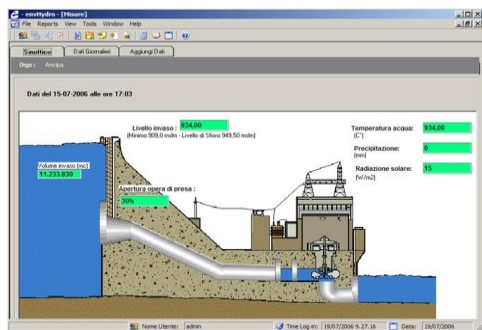 - envHydro - [Misure]
File Reports View Tools Window Help
Sinottico Dati Giornalieri Aggiungi Dati
Diga : Ancipa
Dati del 15-07-2006 alle ore 17:03
Livello invaso : 934,00
(Minimo 909,0 mslm - Livello di Sfioro 949,50 mslm)
Temperatura acqua: 934,00
(C°)
Precipitazione: 0
(mm)
Radiazione solare: 15
(W/m2)
Volume invaso (mc)
11.233.830
Apertura opera di presa :
30%
Nome Utente: admin Time Log-in: 19/07/2006 9.27.16 Data: 19/07/2006